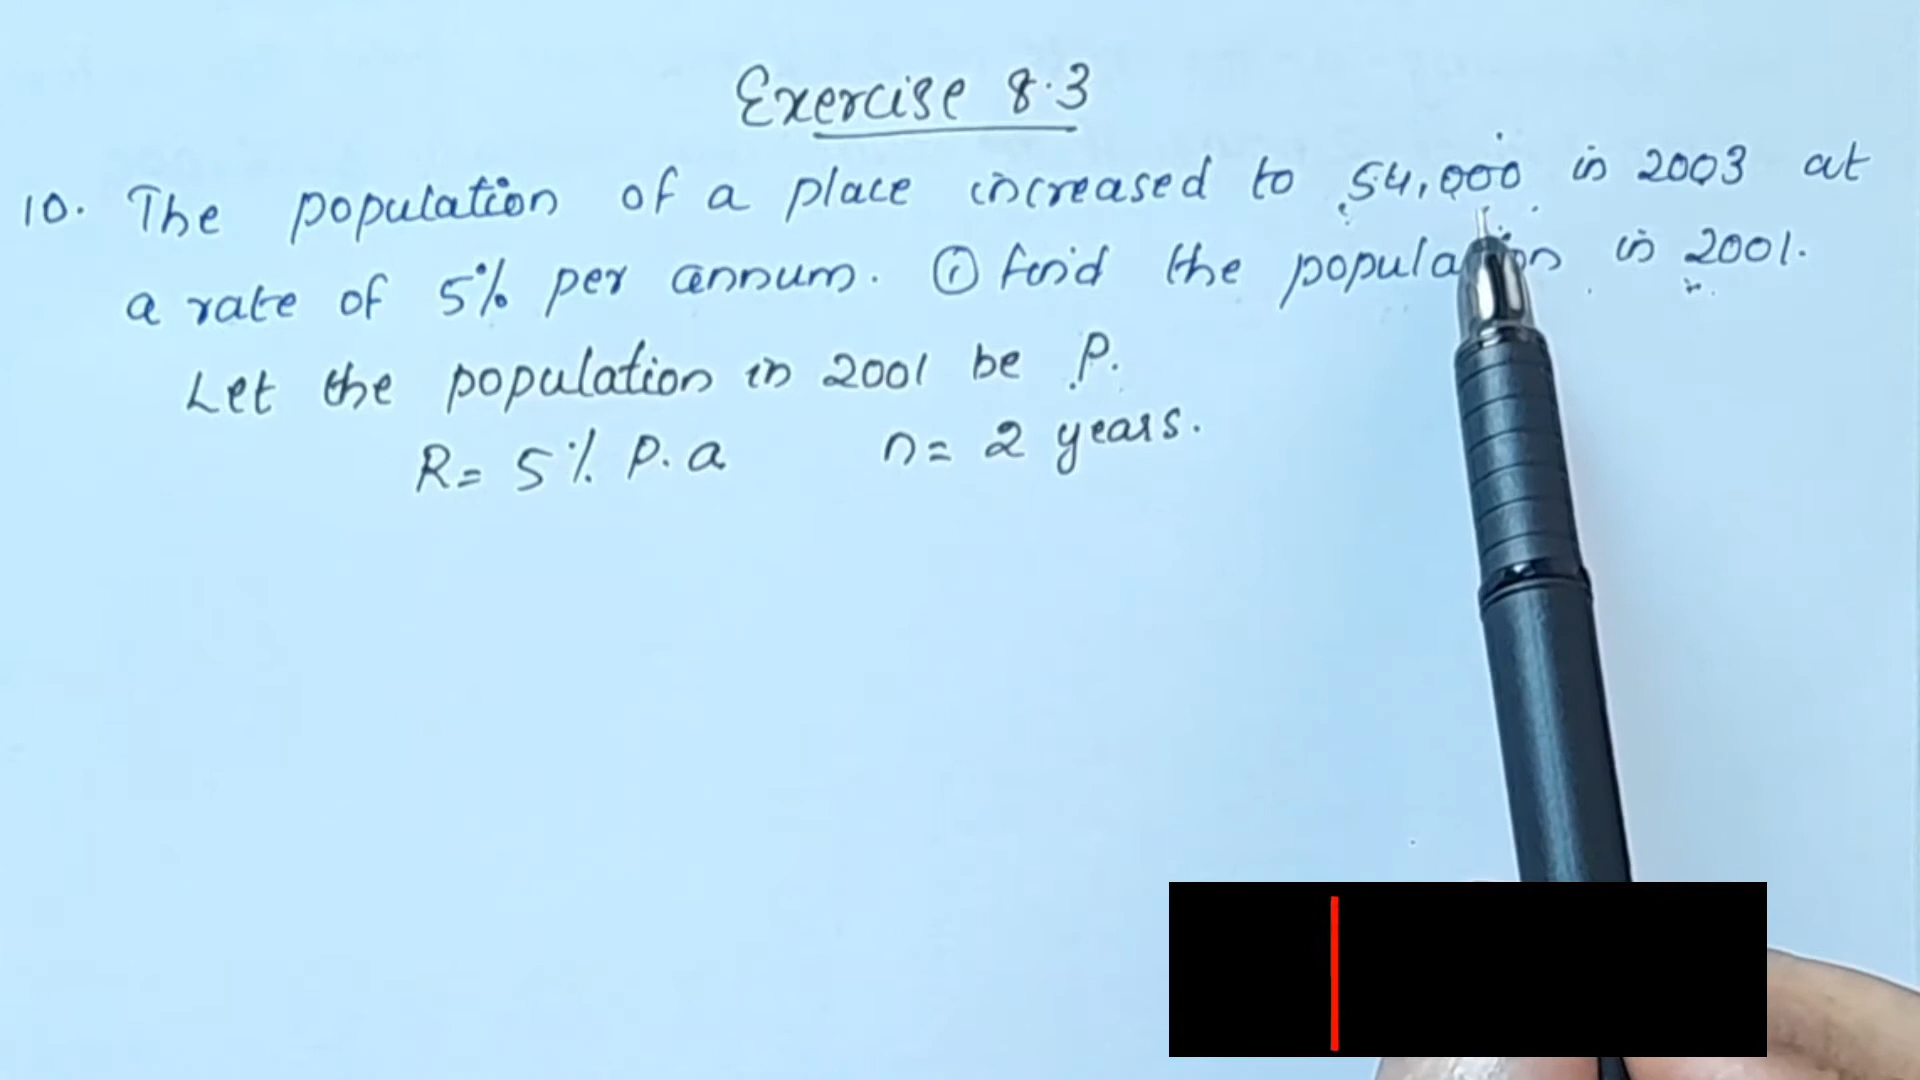 Exercise 8.3
10. The population of a place increased to 54,000 in 2003 at
a rate of 5% per annum. (i) find the population in 2001.
Let the population in 2001 be P.
R = 5% P.a n = 2 years.